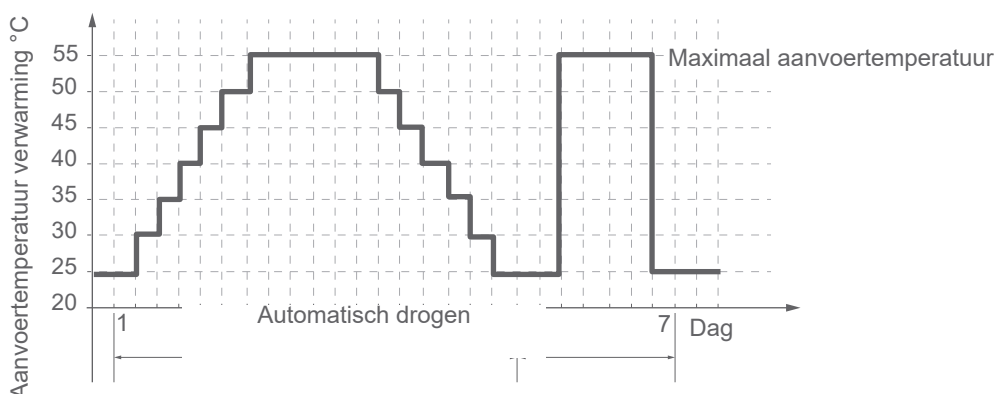 Aanvoertemperatuur verwarming °C
55
50
45
40
35
30
25
20
Maximaal aanvoertemperatuur
1
Automatisch drogen
7
Dag